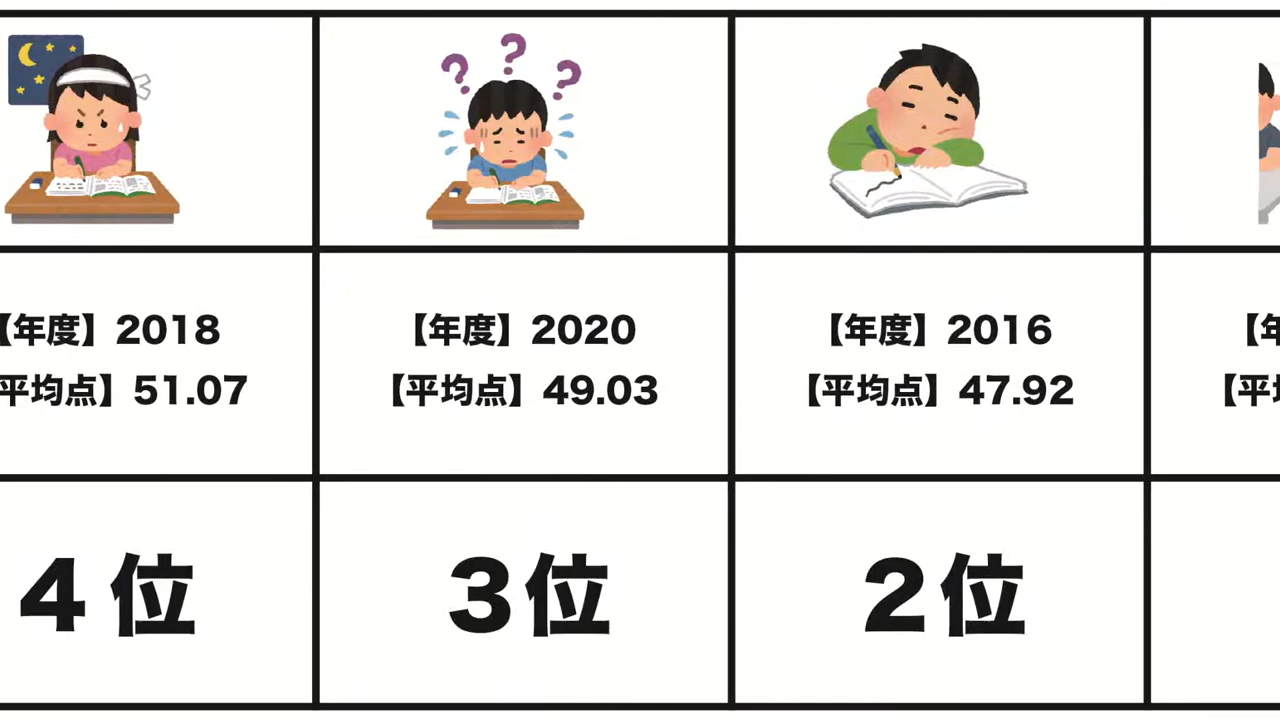 【年度】2018
【平均点】51.07
4位
【年度】2020
【平均点】49.03
3位
【年度】2016
【平均点】47.92
2位